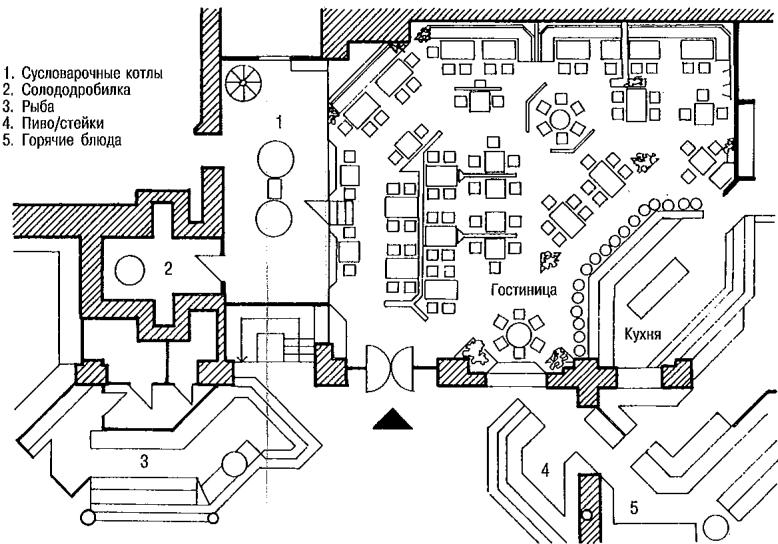 1. Сусловарочные котлы
2. Солододробилка
3. Рыба
4. Пиво/стейки
5. Горячие блюда
1
2
Гостиница
Кухня
3
4
5